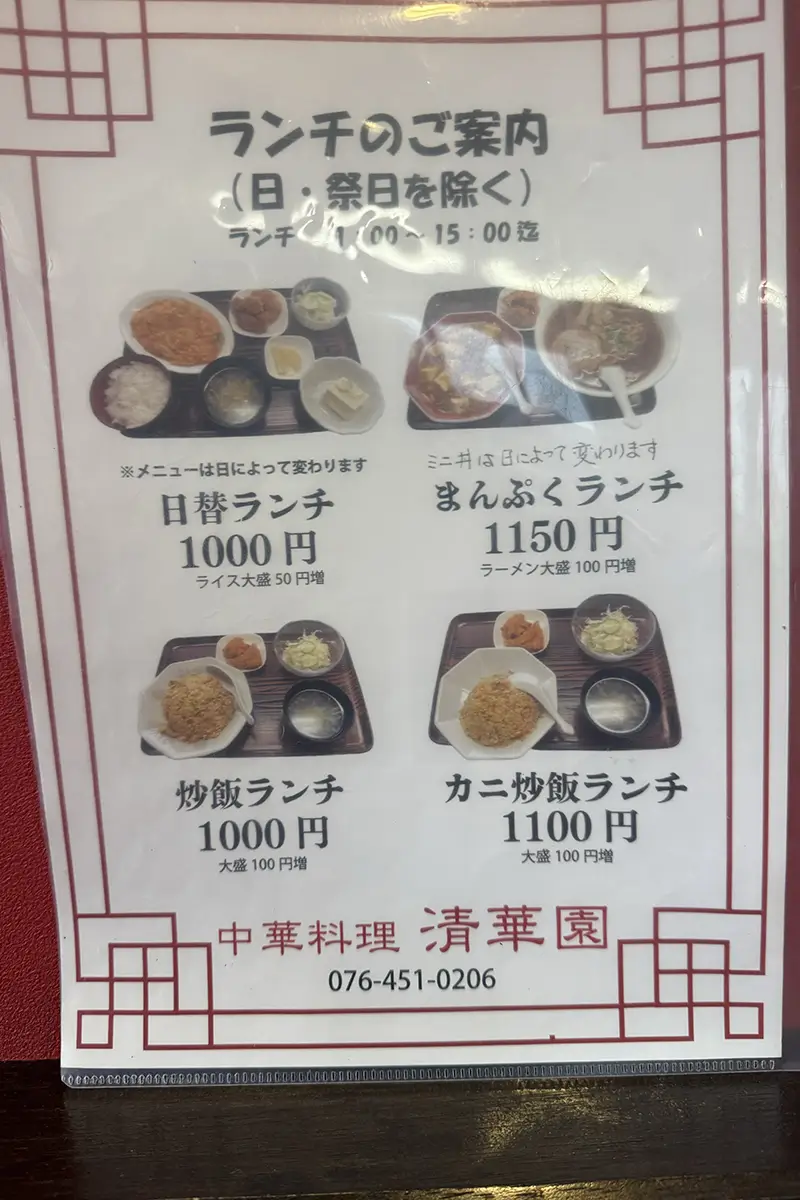 ランチのご案内
（日・祭日を除く）
ランチ 1:00～15:00迄
※メニューは日によって変わります
日替ランチ
1000円
ライス大盛50円増
ミニ丼は日によって変わります
まんぷくランチ
1150円
ラーメン大盛100円増
炒飯ランチ
1000円
大盛100円増
カニ炒飯ランチ
1100円
大盛100円増
中華料理 清華園
076-451-0206